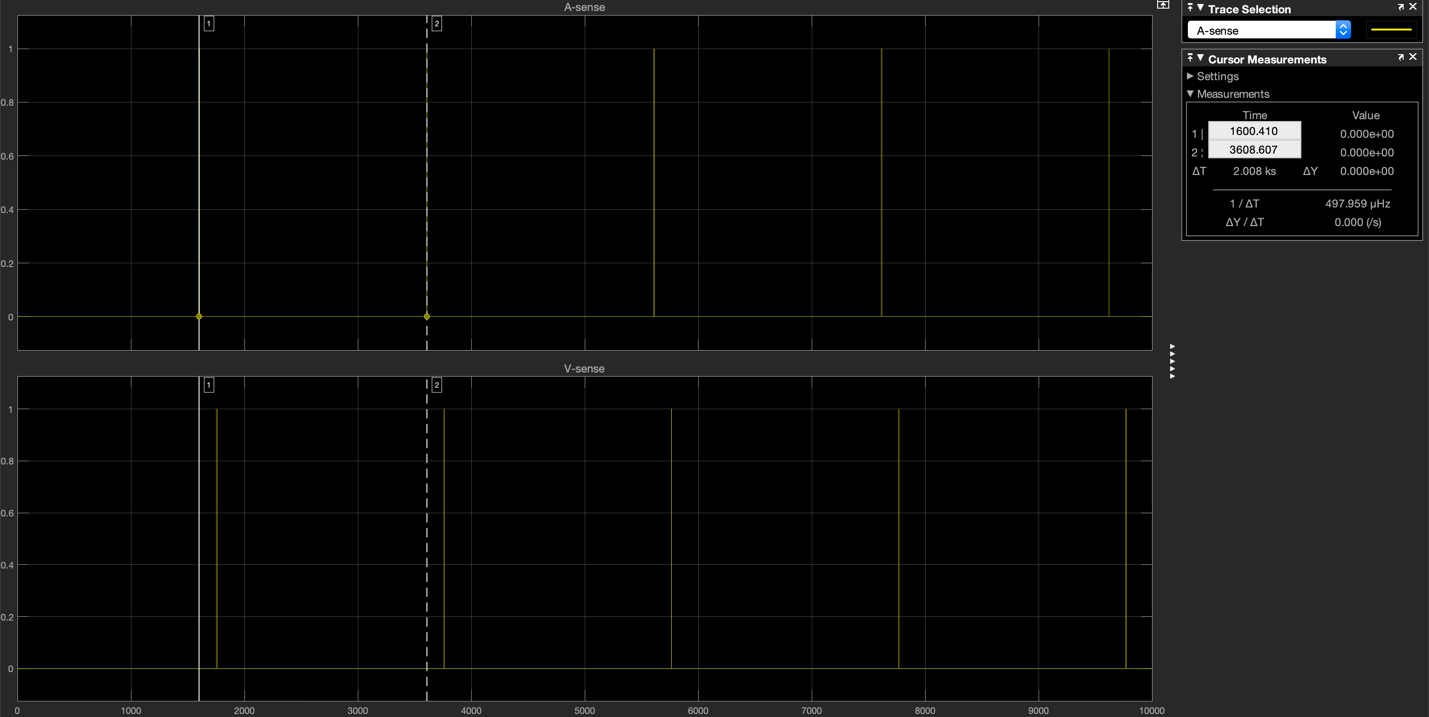 A-sense
1
2
1
0.8
0.6
0.4
0.2
0
V-sense
1
2
1
0.8
0.6
0.4
0.2
0
0 1000 2000 3000 4000 5000 6000 7000 8000 9000 10000
Trace Selection
A-sense
Cursor Measurements
Settings
Measurements
Time Value
1 | 1600.410 0.000e+00
2 ¦ 3608.607 0.000e+00
ΔT 2.008 ks ΔY 0.000e+00
1 / ΔT 497.959 µHz
ΔY / ΔT 0.000 (/s)